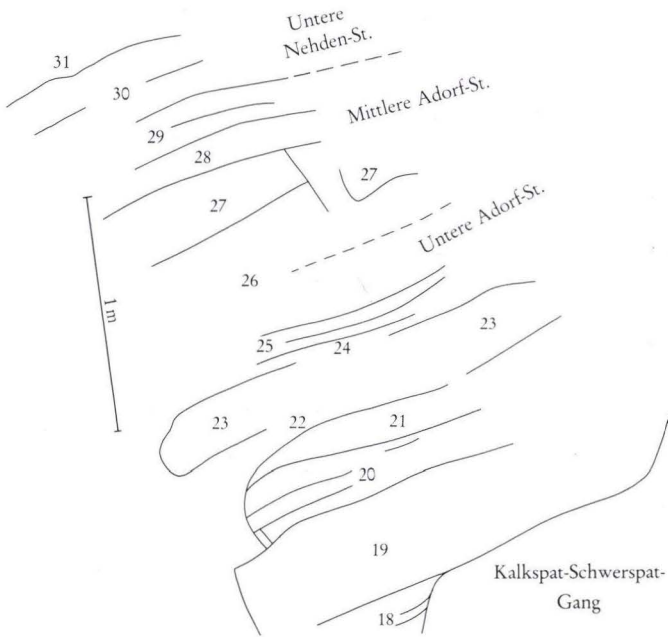 Untere
Nehden-St.
31
30
Mittlere Adorf-St.
29
28
27
27
Untere Adorf-St.
26
1 m
23
25
24
23
22
21
20
19
Kalkspat-Schwerspat-
Gang
18